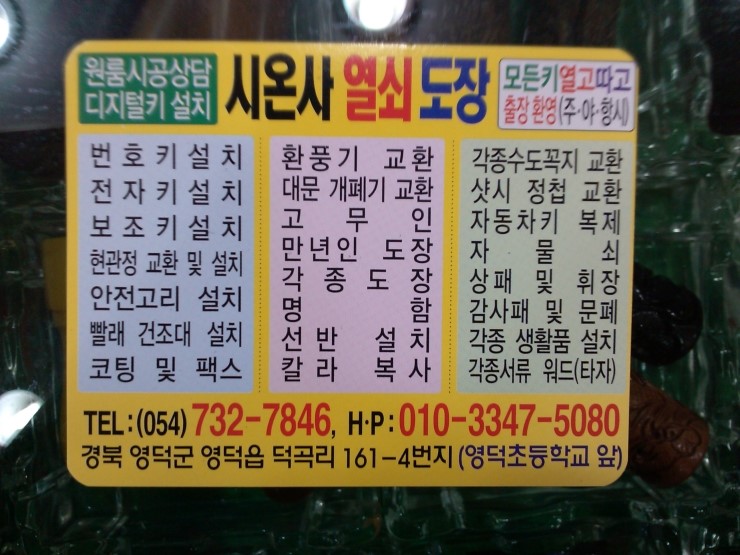 원룸시공상담
디지털키 설치
시온사 열쇠 도장
모든키열고따고
출장 환영(주·야·항시)
번호키설치
전자키설치
보조키설치
현관정 교환 및 설치
안전고리 설치
빨래 건조대 설치
코팅 및 팩스
환풍기 교환
대문 개폐기 교환
고무인
만년인 도장
각종도장
명함
선반 설치
칼라 복사
각종수도꼭지 교환
샷시 정첩 교환
자동차키 복제
자물쇠
상패 및 휘장
감사패 및 문폐
각종 생활품 설치
각종서류 워드(타자)
TEL:(054) 732-7846, H·P:010-3347-5080
경북 영덕군 영덕읍 덕곡리 161-4번지(영덕초등학교 앞)